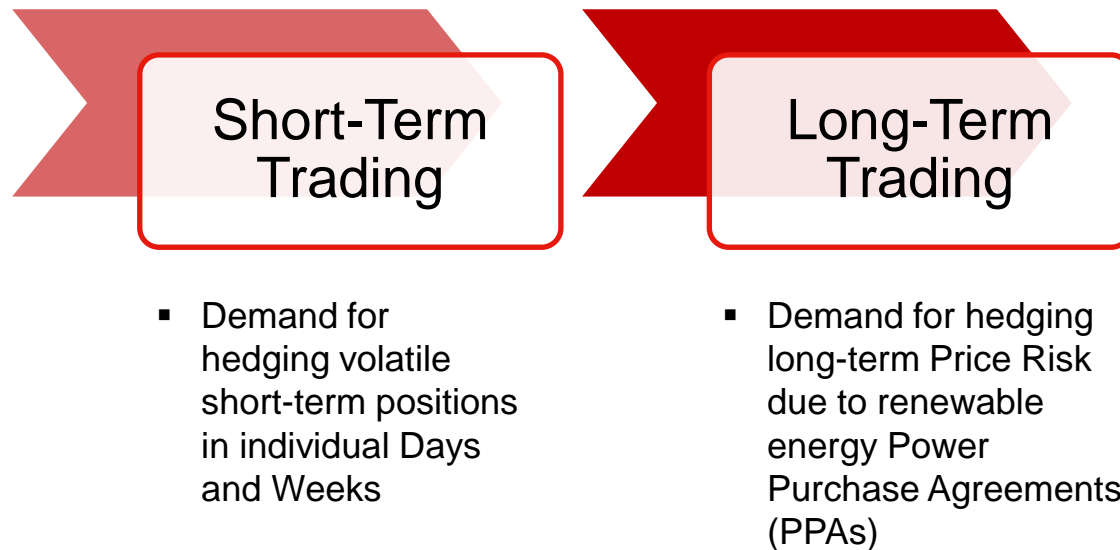 Short-Term
Trading
Long-Term
Trading
▪ Demand for
hedging volatile
short-term positions
in individual Days
and Weeks
▪ Demand for hedging
long-term Price Risk
due to renewable
energy Power
Purchase Agreements
(PPAs)